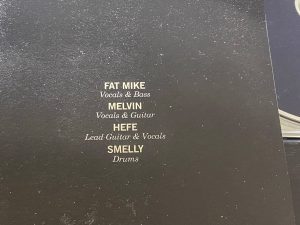 FAT MIKE
Vocals & Bass
MELVIN
Vocals & Guitar
HEFE
Lead Guitar & Vocals
SMELLY
Drums